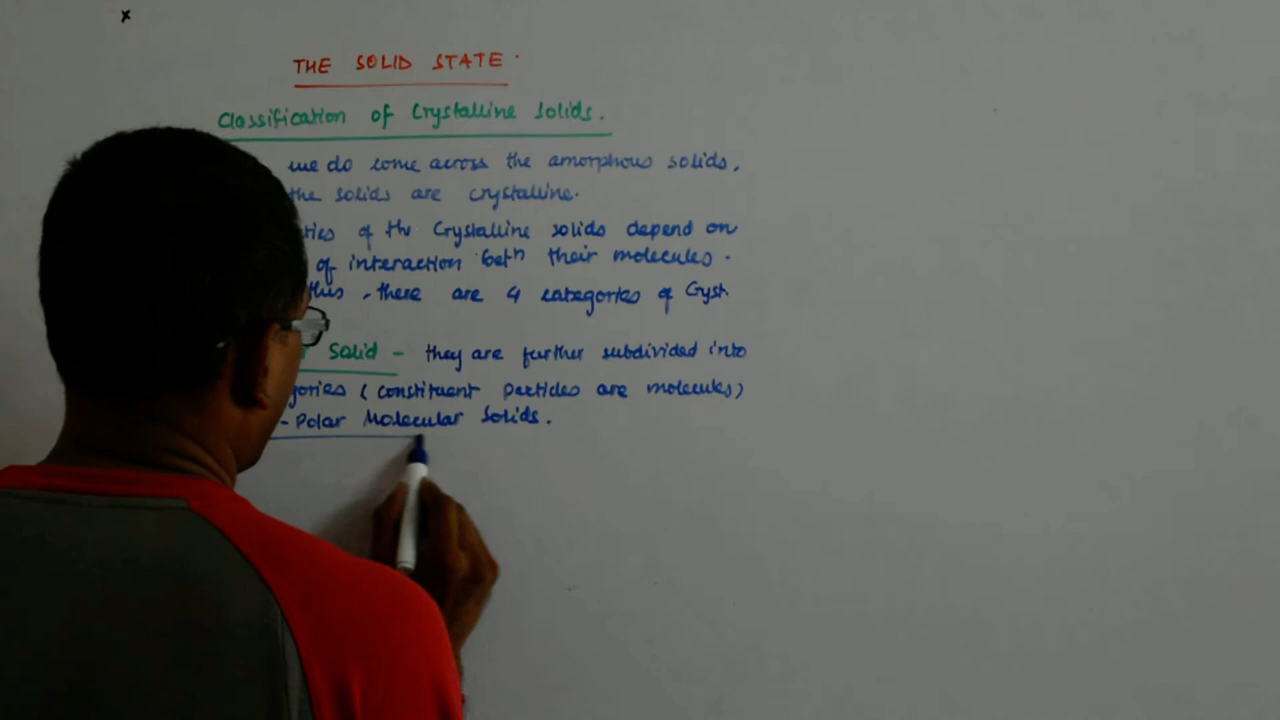 x
THE SOLID STATE.
Classification of Crystalline Solids.
we do come across the amorphous solids,
the solids are crystalline.
ties of the Crystalline solids depend on
of interaction betn their molecules.
this, there are 4 categories of Cryst.
r Solid - they are further subdivided into
gories (constituent particles are molecules)
- Polar Molecular Solids.